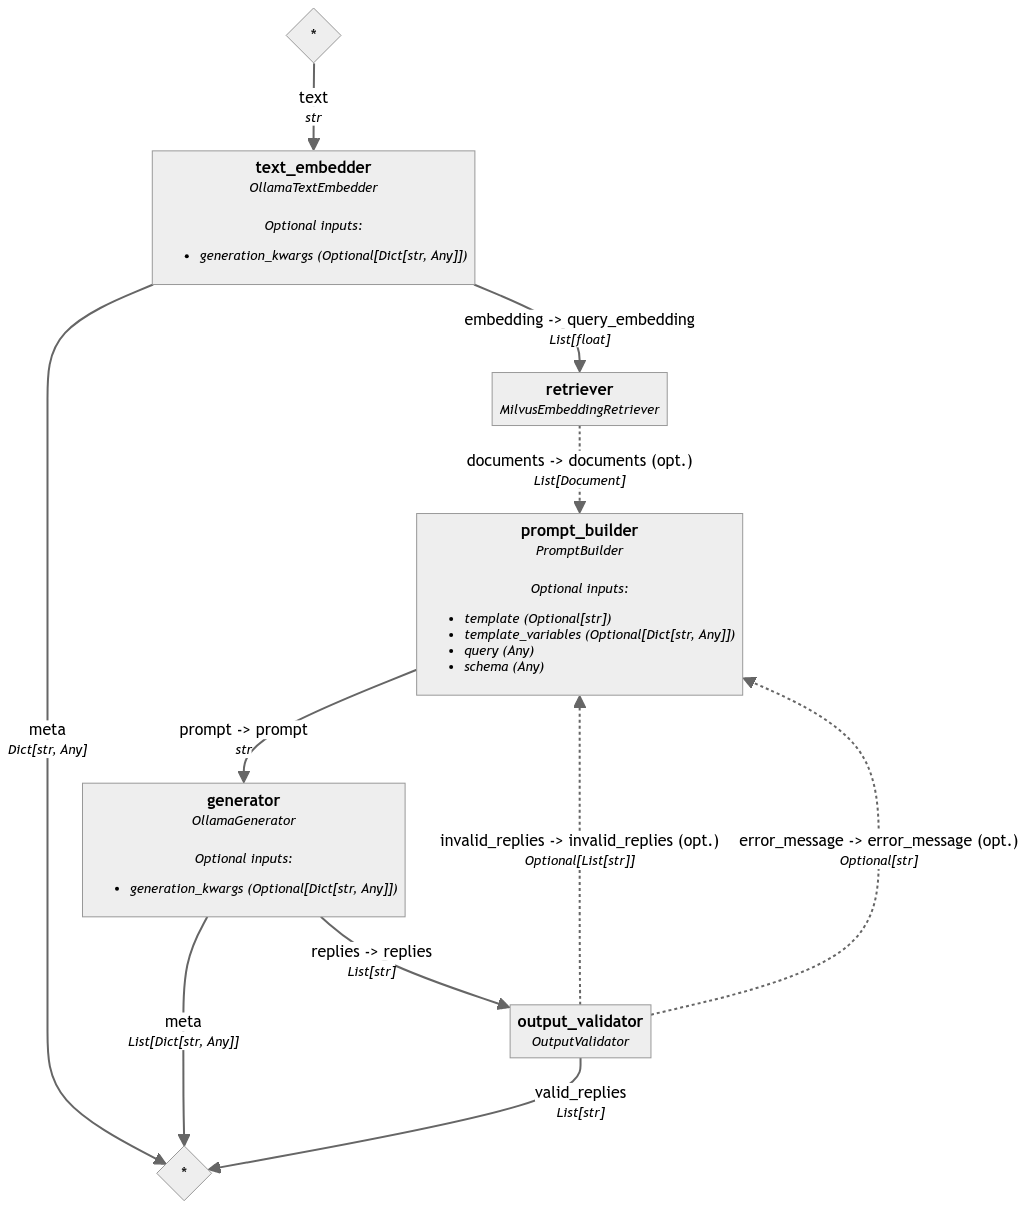 *
text
str
text_embedder
OllamaTextEmbedder
Optional inputs:
• generation_kwargs (Optional[Dict[str, Any]])
embedding -> query_embedding
List[float]
retriever
MilvusEmbeddingRetriever
documents -> documents (opt.)
List[Document]
prompt_builder
PromptBuilder
Optional inputs:
• template (Optional[str])
• template_variables (Optional[Dict[str, Any]])
• query (Any)
• schema (Any)
meta
Dict[str, Any]
prompt -> prompt
str
generator
OllamaGenerator
Optional inputs:
• generation_kwargs (Optional[Dict[str, Any]])
invalid_replies -> invalid_replies (opt.)
Optional[List[str]]
error_message -> error_message (opt.)
Optional[str]
replies -> replies
List[str]
meta
List[Dict[str, Any]]
output_validator
OutputValidator
valid_replies
List[str]
*